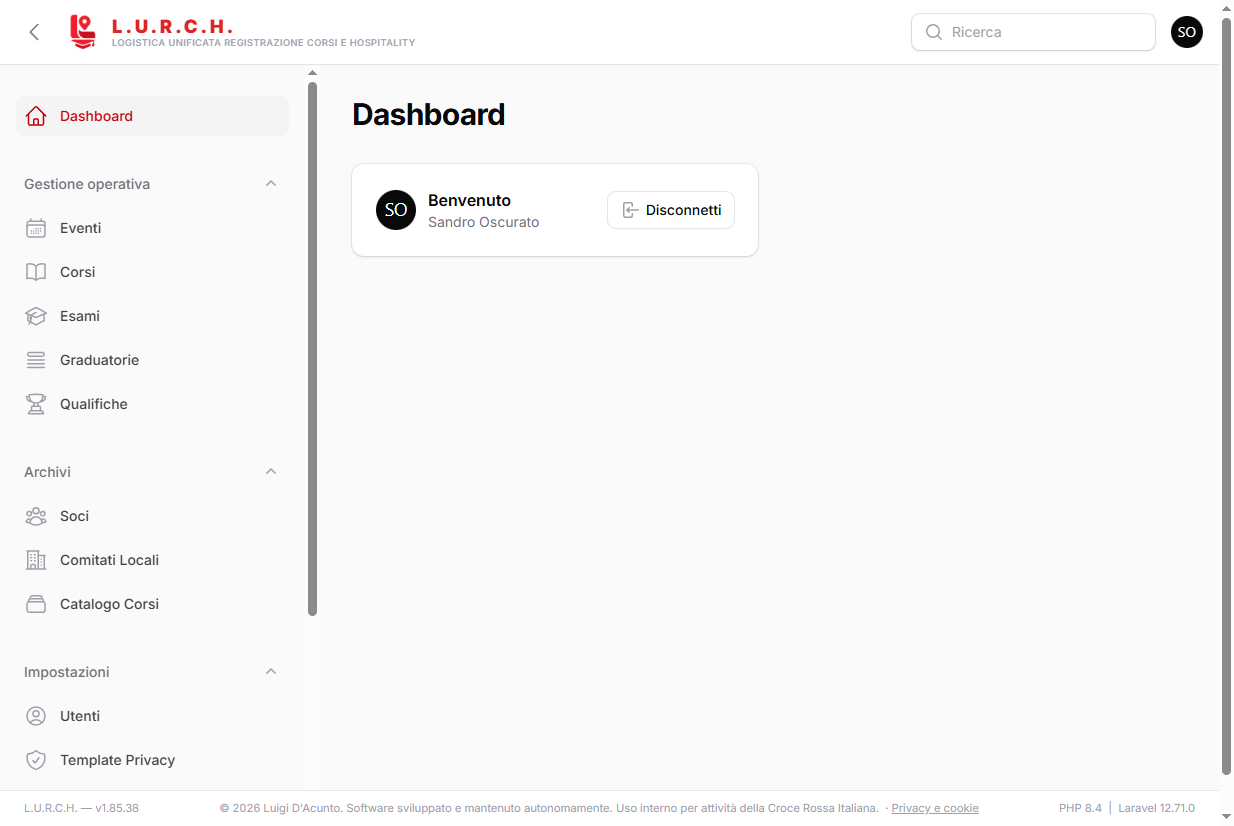 L.U.R.C.H.
LOGISTICA UNIFICATA REGISTRAZIONE CORSI E HOSPITALITY
Ricerca
SO
Dashboard
Gestione operativa
Eventi
Corsi
Esami
Graduatorie
Qualifiche
Archivi
Soci
Comitati Locali
Catalogo Corsi
Impostazioni
Utenti
Template Privacy
Dashboard
SO
Benvenuto
Sandro Oscurato
Disconnetti
L.U.R.C.H. — v1.85.38
© 2026 Luigi D'Acunto. Software sviluppato e mantenuto autonomamente. Uso interno per attività della Croce Rossa Italiana. · Privacy e cookie
PHP 8.4 | Laravel 12.71.0